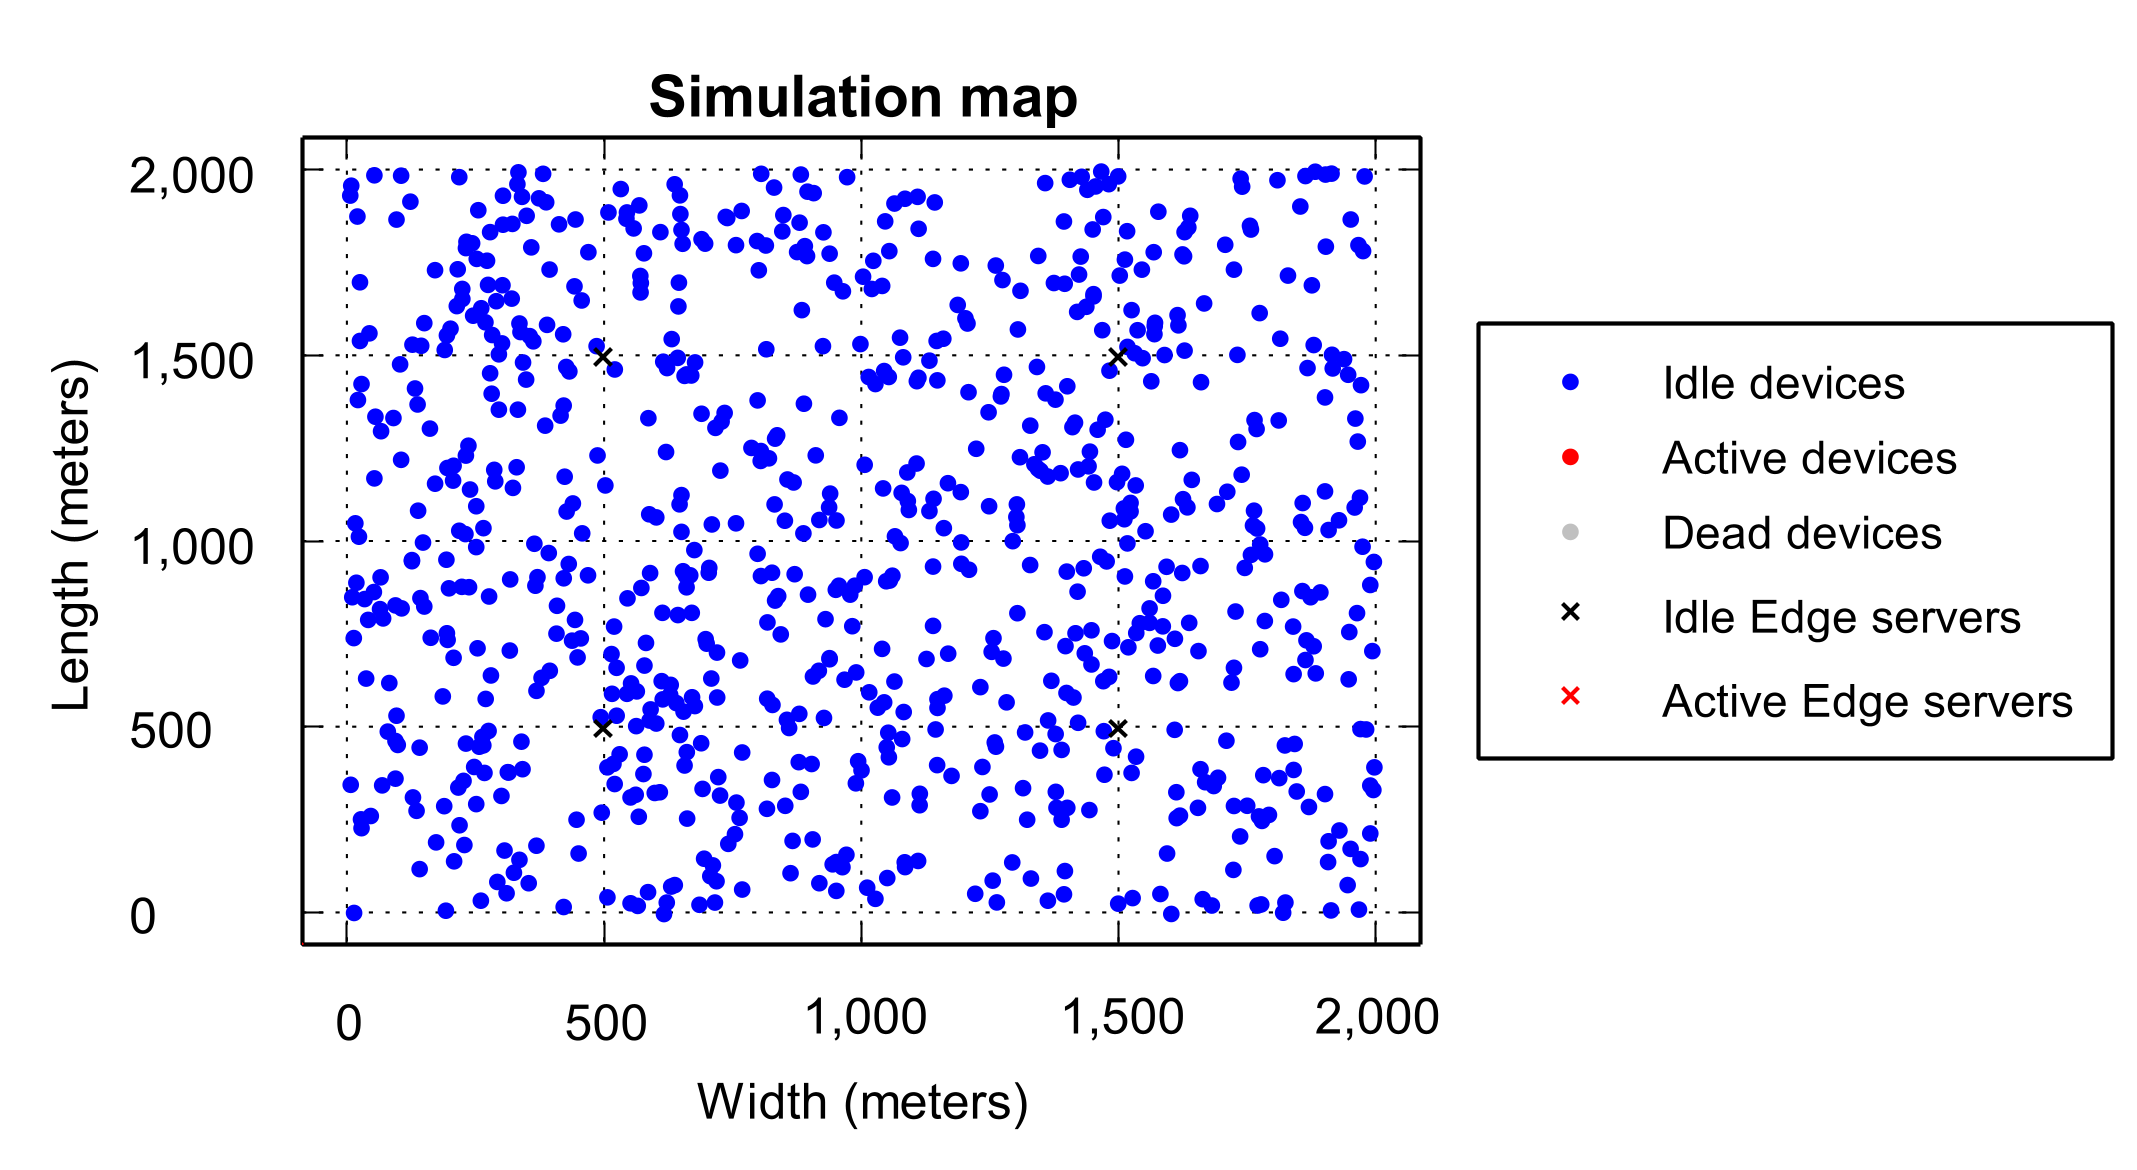 Simulation map
2,000
1,500
1,000
500
0
Length (meters)
0
500
1,000
1,500
2,000
Width (meters)
Idle devices
Active devices
Dead devices
Idle Edge servers
Active Edge servers